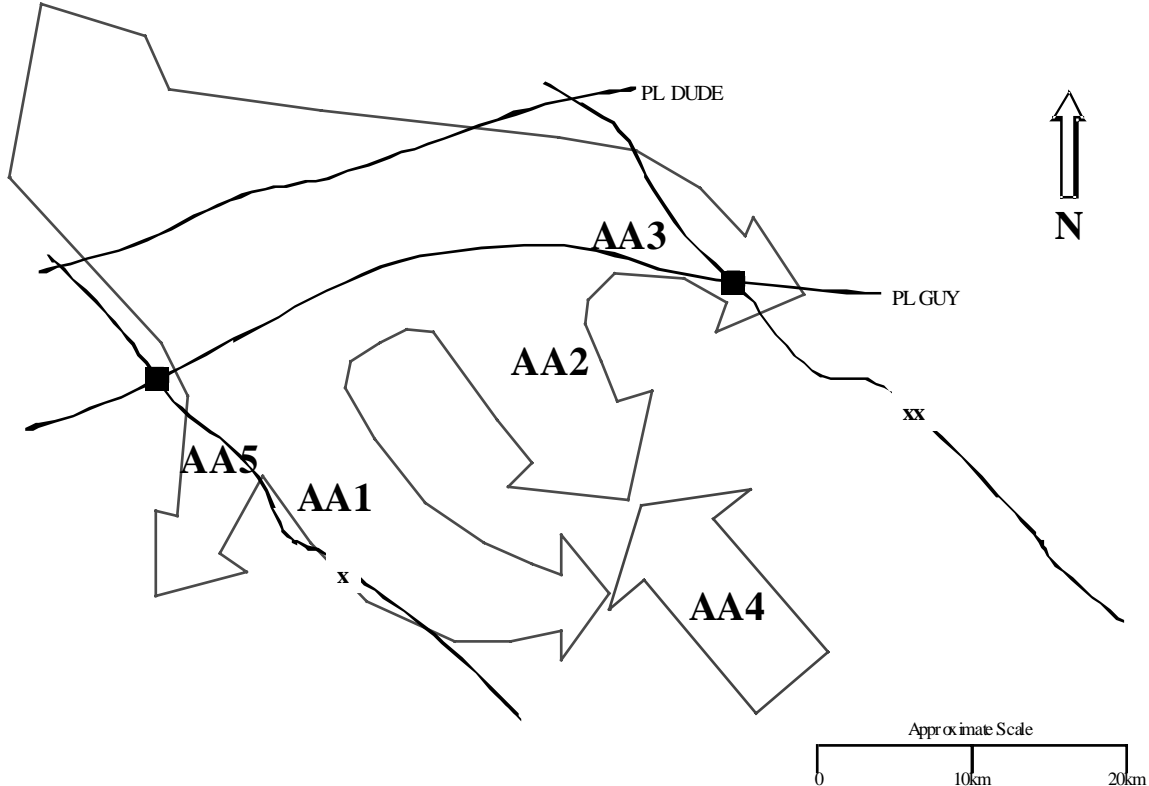 PL DUDE
N
AA3
PL GUY
AA2
xx
AA5
AA1
x
AA4
Approximate Scale
0 10km 20km